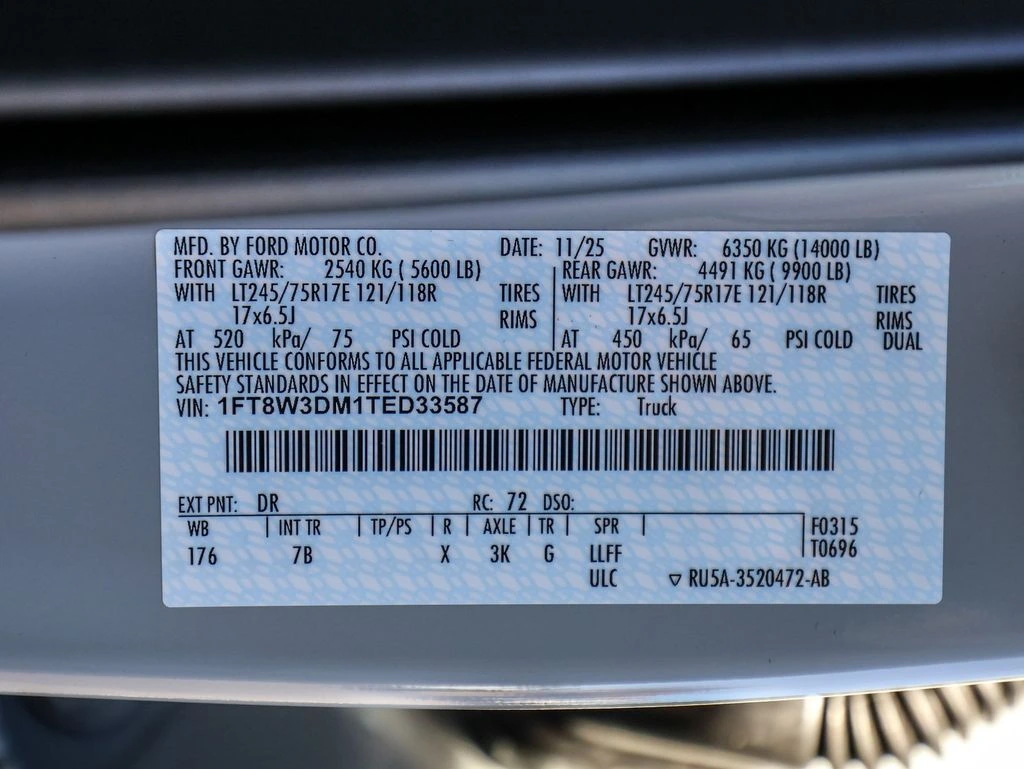 MFD. BY FORD MOTOR CO. DATE: 11/25 GVWR: 6350 KG (14000 LB)
FRONT GAWR: 2540 KG ( 5600 LB) REAR GAWR: 4491 KG ( 9900 LB)
WITH LT245/75R17E 121/118R TIRES WITH LT245/75R17E 121/118R TIRES
17x6.5J RIMS 17x6.5J RIMS
AT 520 kPa/ 75 PSI COLD AT 450 kPa/ 65 PSI COLD DUAL
THIS VEHICLE CONFORMS TO ALL APPLICABLE FEDERAL MOTOR VEHICLE
SAFETY STANDARDS IN EFFECT ON THE DATE OF MANUFACTURE SHOWN ABOVE.
VIN: 1FT8W3DM1TED33587 TYPE: Truck
EXT PNT: DR RC: 72 DSO:
WB INT TR TP/PS R AXLE TR SPR F0315
176 7B X 3K G LLFF T0696
ULC ▽ RU5A-3520472-AB